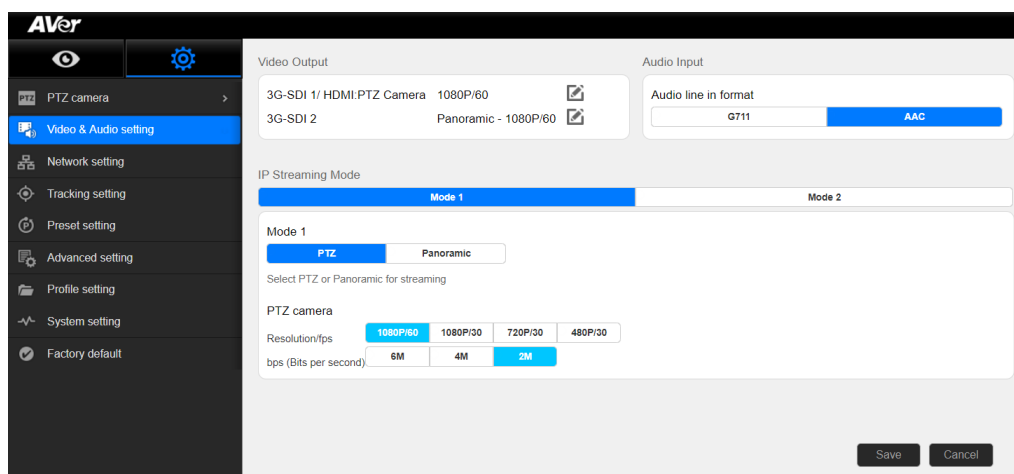 AVer
Video Output
Audio Input
3G-SDI 1/ HDMI:PTZ Camera 1080P/60
3G-SDI 2 Panoramic - 1080P/60
Audio line in format
G711 AAC
PTZ PTZ camera >
Video & Audio setting
Network setting
Tracking setting
P Preset setting
Advanced setting
Profile setting
System setting
Factory default
IP Streaming Mode
Mode 1 Mode 2
Mode 1
PTZ Panoramic
Select PTZ or Panoramic for streaming
PTZ camera
Resolution/fps 1080P/60 1080P/30 720P/30 480P/30
bps (Bits per second) 6M 4M 2M
Save Cancel